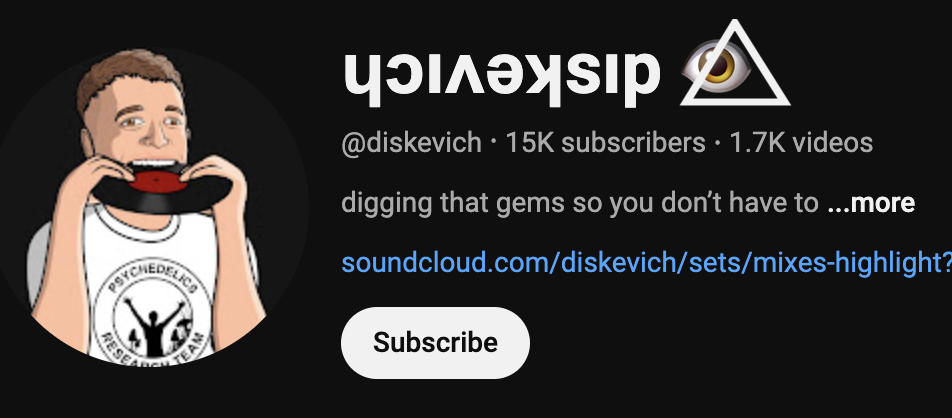 ɥɔıʌǝʞsıp 👁⃤
@diskevich · 15K subscribers · 1.7K videos
digging that gems so you don’t have to ...more
soundcloud.com/diskevich/sets/mixes-highlight?
Subscribe
PSYCHEDELICS
RESEARCH TEAM